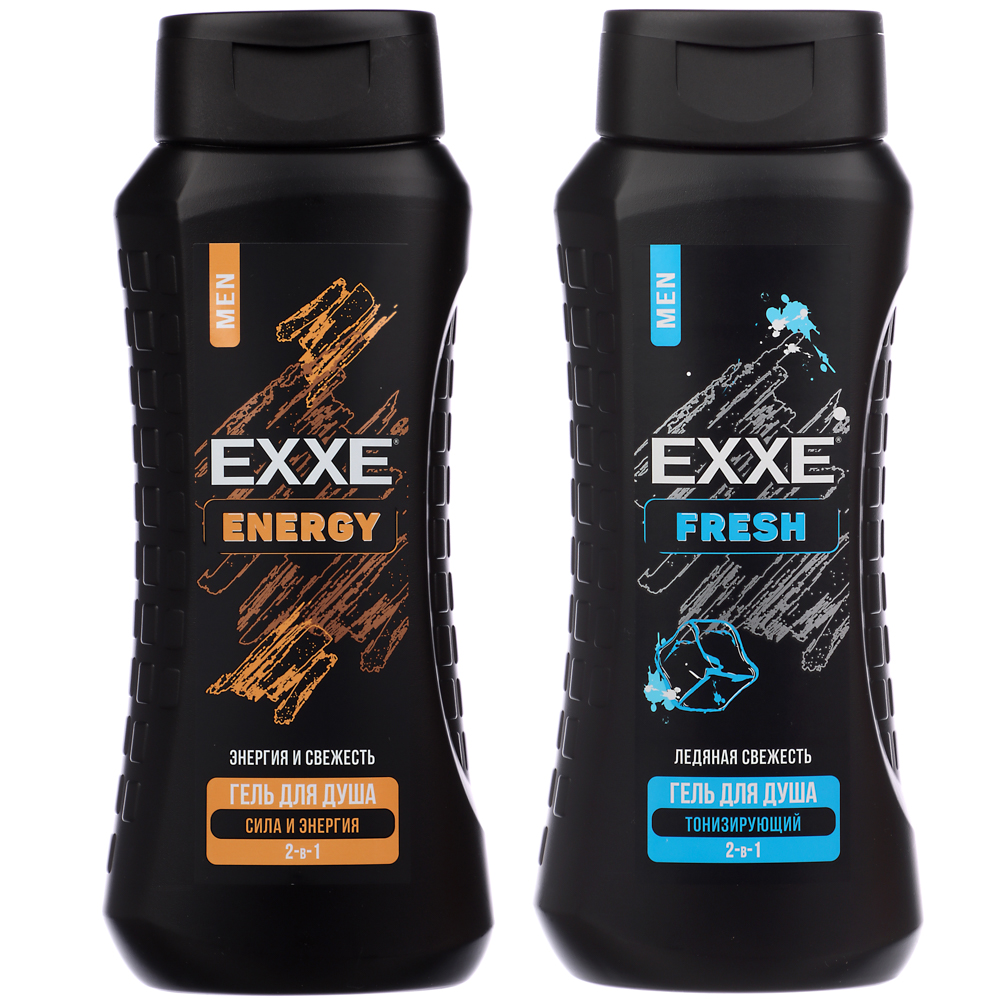 MEN
EXXE®
ENERGY
ЭНЕРГИЯ И СВЕЖЕСТЬ
ГЕЛЬ ДЛЯ ДУША
СИЛА И ЭНЕРГИЯ
2-в-1
MEN
EXXE®
FRESH
ЛЕДЯНАЯ СВЕЖЕСТЬ
ГЕЛЬ ДЛЯ ДУША
ТОНИЗИРУЮЩИЙ
2-в-1